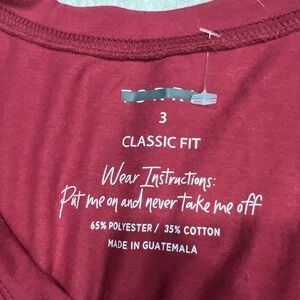 3
CLASSIC FIT
Wear Instructions:
Put me on and never take me off
65% POLYESTER / 35% COTTON
MADE IN GUATEMALA